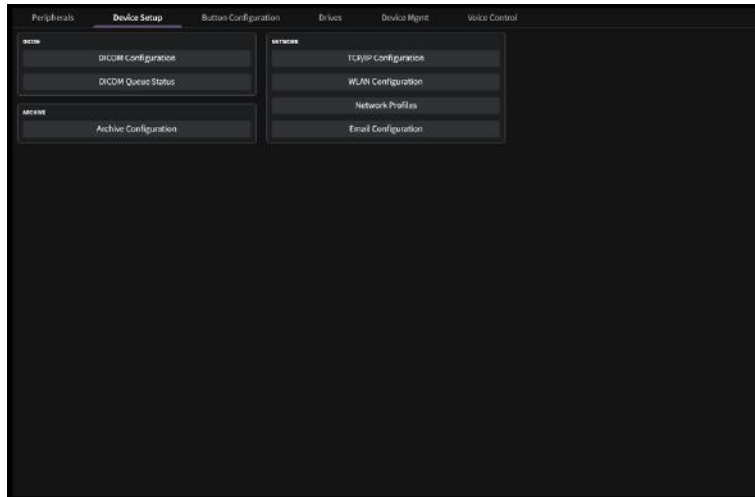 Peripherals Device Setup Button Configuration Drives Device Mgmt Voice Control
DICOM
DICOM Configuration
DICOM Queue Status
ARCHIVE
Archive Configuration
NETWORK
TCP/IP Configuration
WLAN Configuration
Network Profiles
Email Configuration